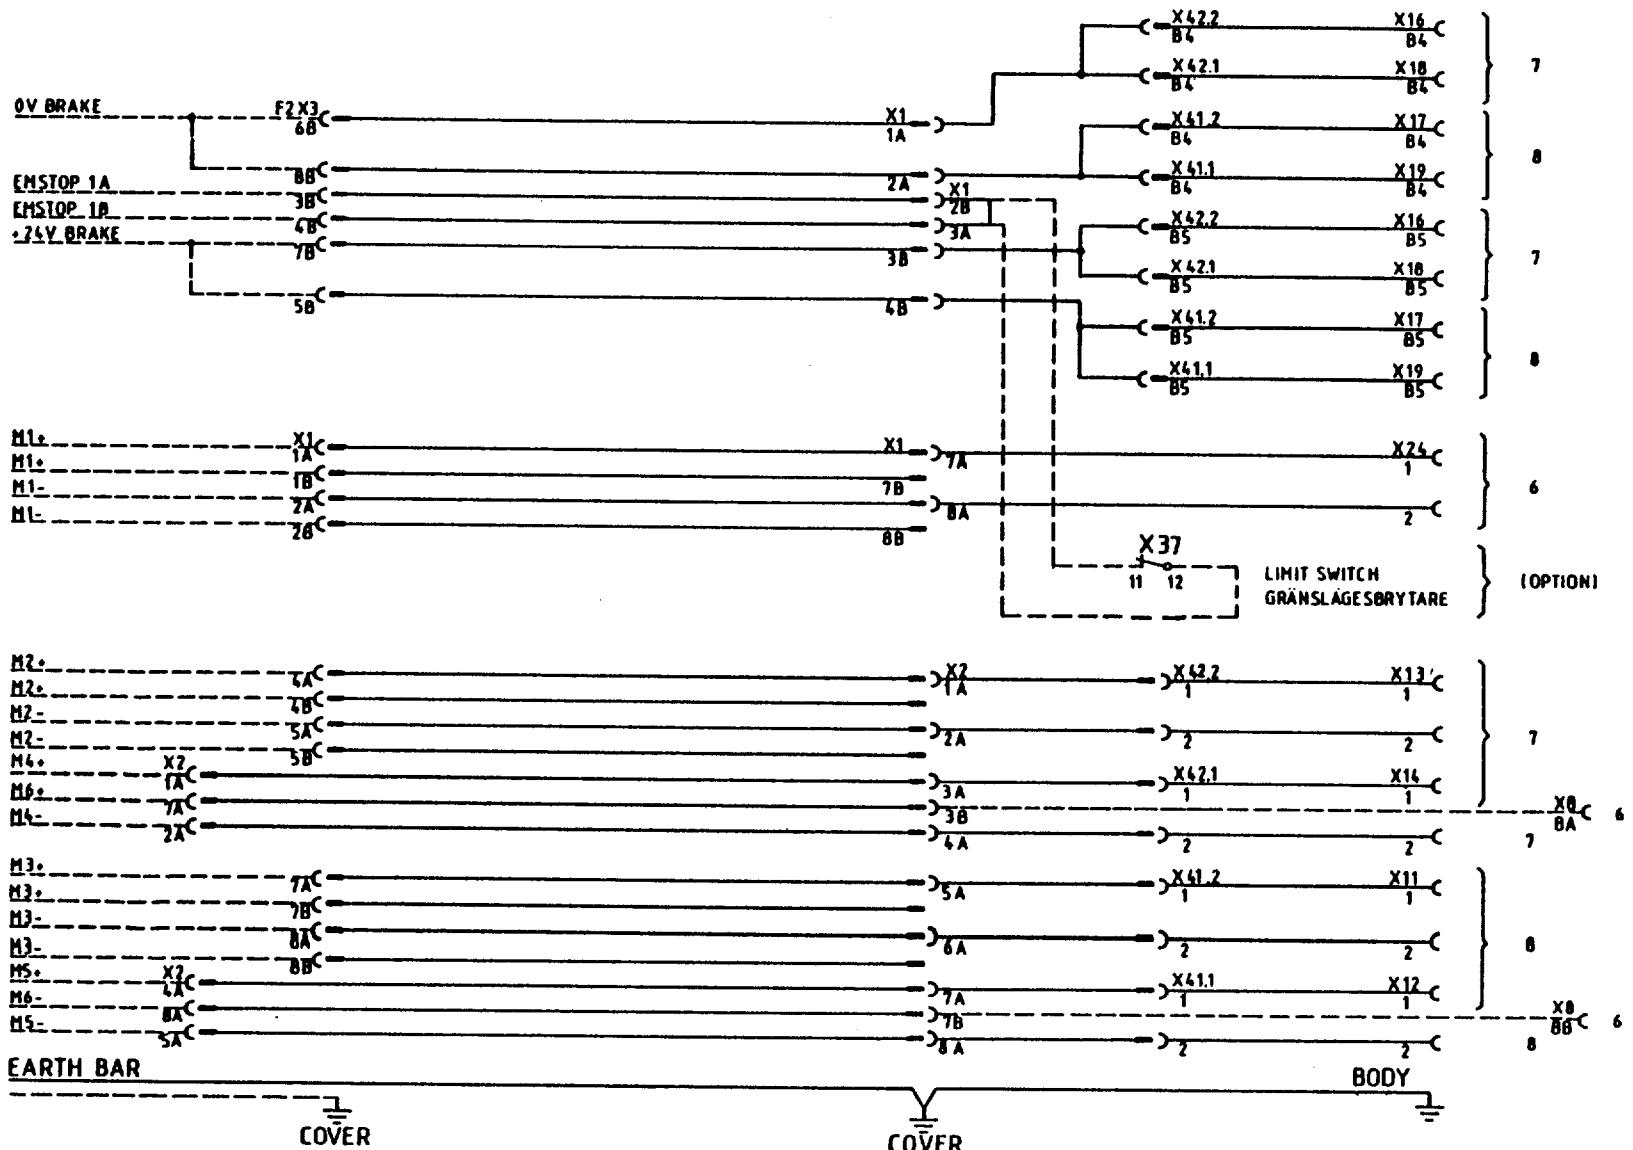 X42.2 X16
B4 B4
X42.1 X18
B4 B4
7
0V BRAKE F2 X3 X1
6B 1A
X41.2 X17
B4 B4
8
8B 2A
X41.1 X19
B4 B4
EMSTOP 1A 3B X1
2B
EMSTOP 1B 4B 3A
+24V BRAKE 7B 3B
X42.2 X16
B5 B5
7
X42.1 X18
B5 B5
5B 4B
X41.2 X17
B5 B5
8
X41.1 X19
B5 B5
M1+ X1 X1 X24
1A 7A 1
M1+ 1B 7B
6
M1- 2A 8A 2
M1- 2B 8B
X37
11 12
LIMIT SWITCH
GRÄNSLÄGESBRYTARE
(OPTION)
M2+ 4A X2 X42.2 X13
1A 1 1
M2+ 4B
M2- 5A 2A 2 2
7
M2- 5B
M4+ X2 X42.1 X14
1A 3A 1 1
M6+ 7A 3B X8
8A 6
M4- 2A 4A 2 2 7
M3+ 7A 5A X41.2 X11
1 1
M3+ 7B
M3- 8A 6A 2 2
8
M3- 8B
M5+ X2 X41.1 X12
4A 7A 1 1
M6- 8A 7B X8
8B 6
M5- 5A 8A 2 2 8
EARTH BAR BODY
COVER COVER